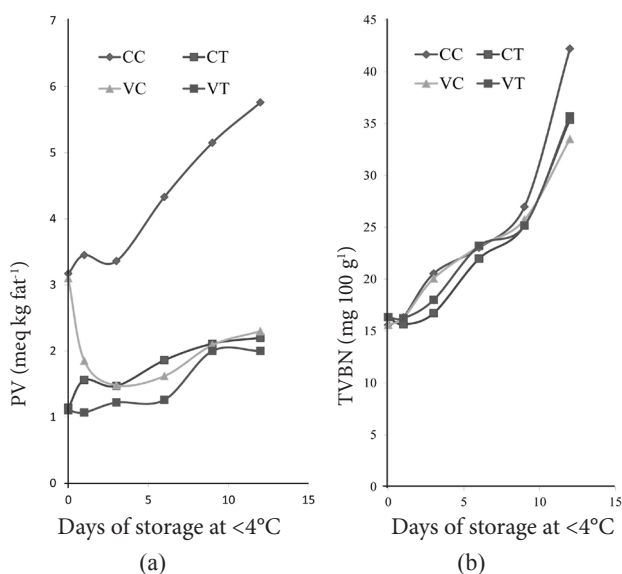 PV (meq kg fat⁻¹)
7
6
5
4
3
2
1
0
CC CT
VC VT
0 5 10 15
Days of storage at <4°C
(a)
TVBN (mg 100 g¹)
45
40
35
30
25
20
15
10
5
0
CC CT
VC VT
0 5 10 15
Days of storage at <4°C
(b)